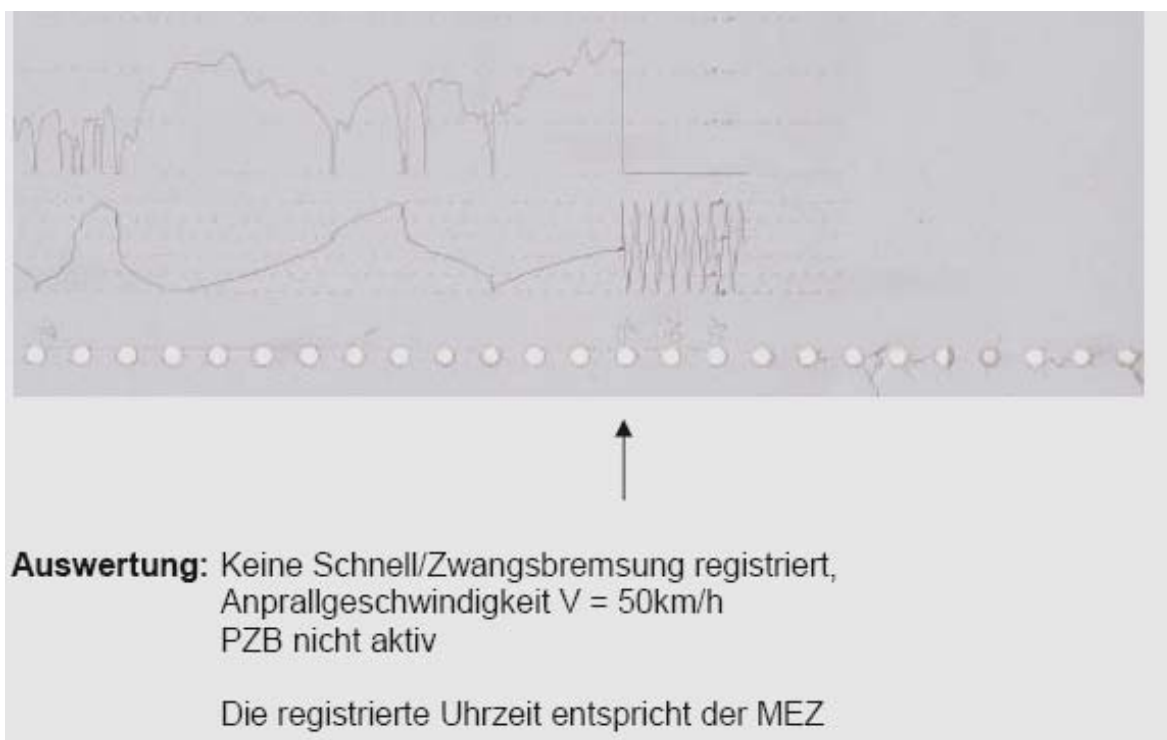 Auswertung: Keine Schnell/Zwangsbremsung registriert,
Anprallgeschwindigkeit V = 50km/h
PZB nicht aktiv
Die registrierte Uhrzeit entspricht der MEZ